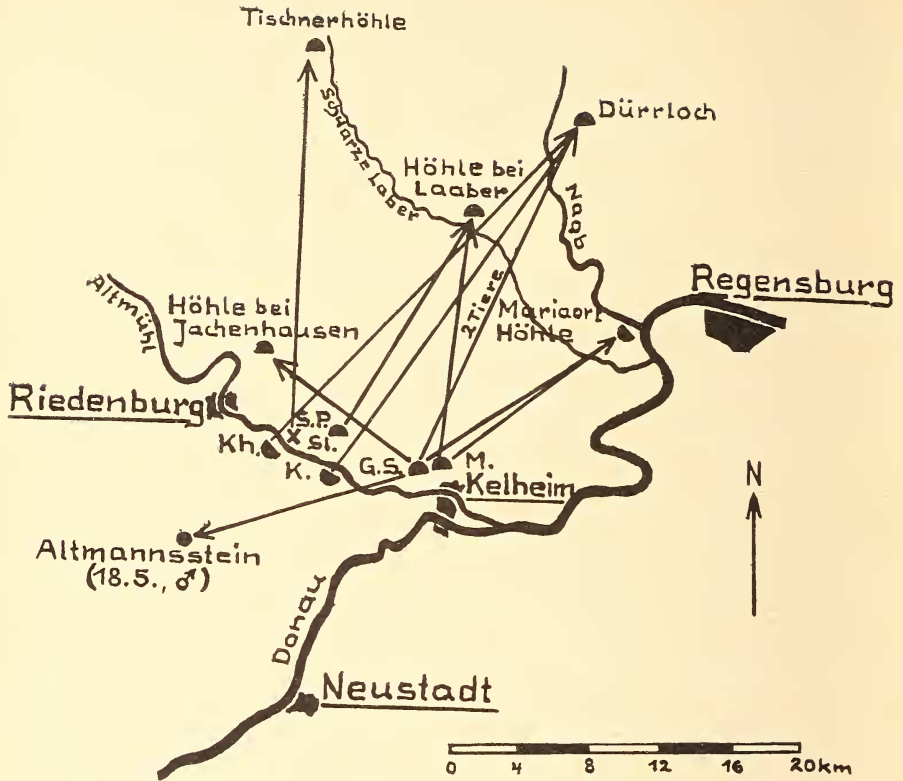 Tischnerhöhle
Schwarze Laber
Dürrloch
Höhle bei
Laaber
Naab
Altmühl
Höhle bei
Jachenhausen
2 Tiere
Mariaort
Höhle
Regensburg
Riedenburg
S.P.
St.
Kh.
K.
G.S.
M.
Kelheim
N
Altmannsstein
(18.5., ♂)
Donau
Neustadt
0 4 8 12 16 20km